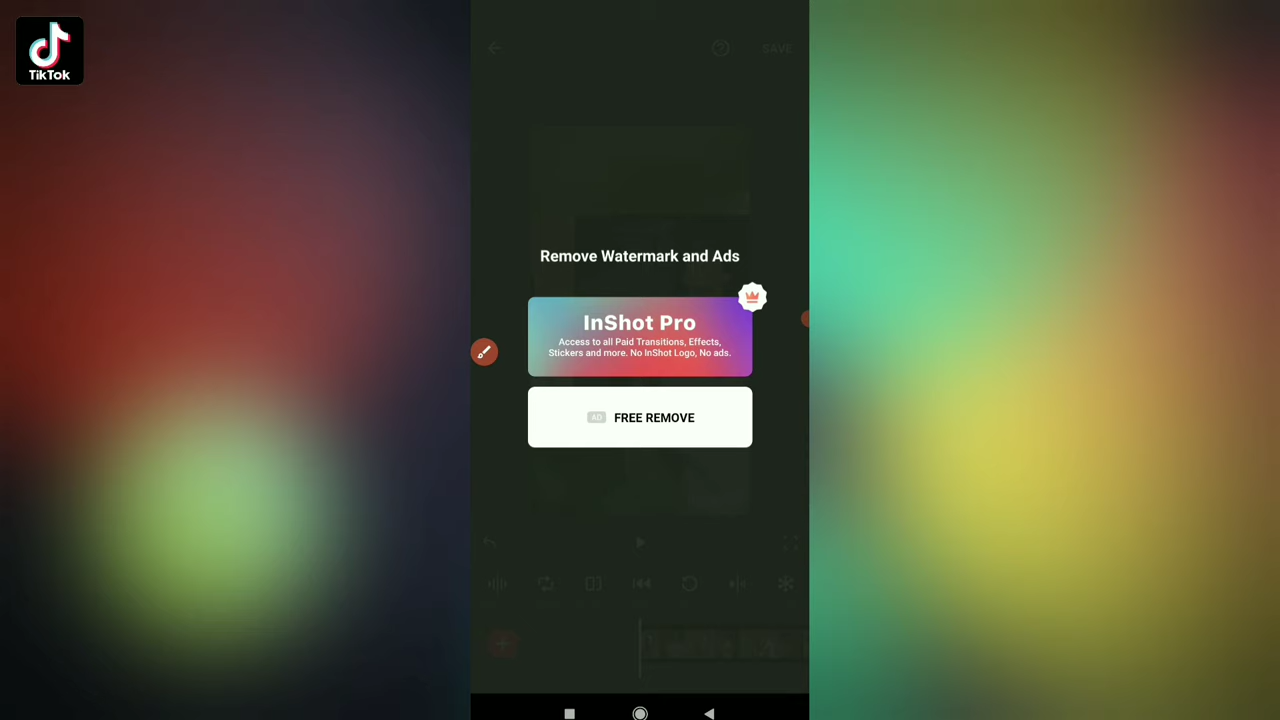 TikTok
SAVE
Remove Watermark and Ads
InShot Pro
Access to all Paid Transitions, Effects,
Stickers and more. No InShot Logo, No ads.
AD FREE REMOVE